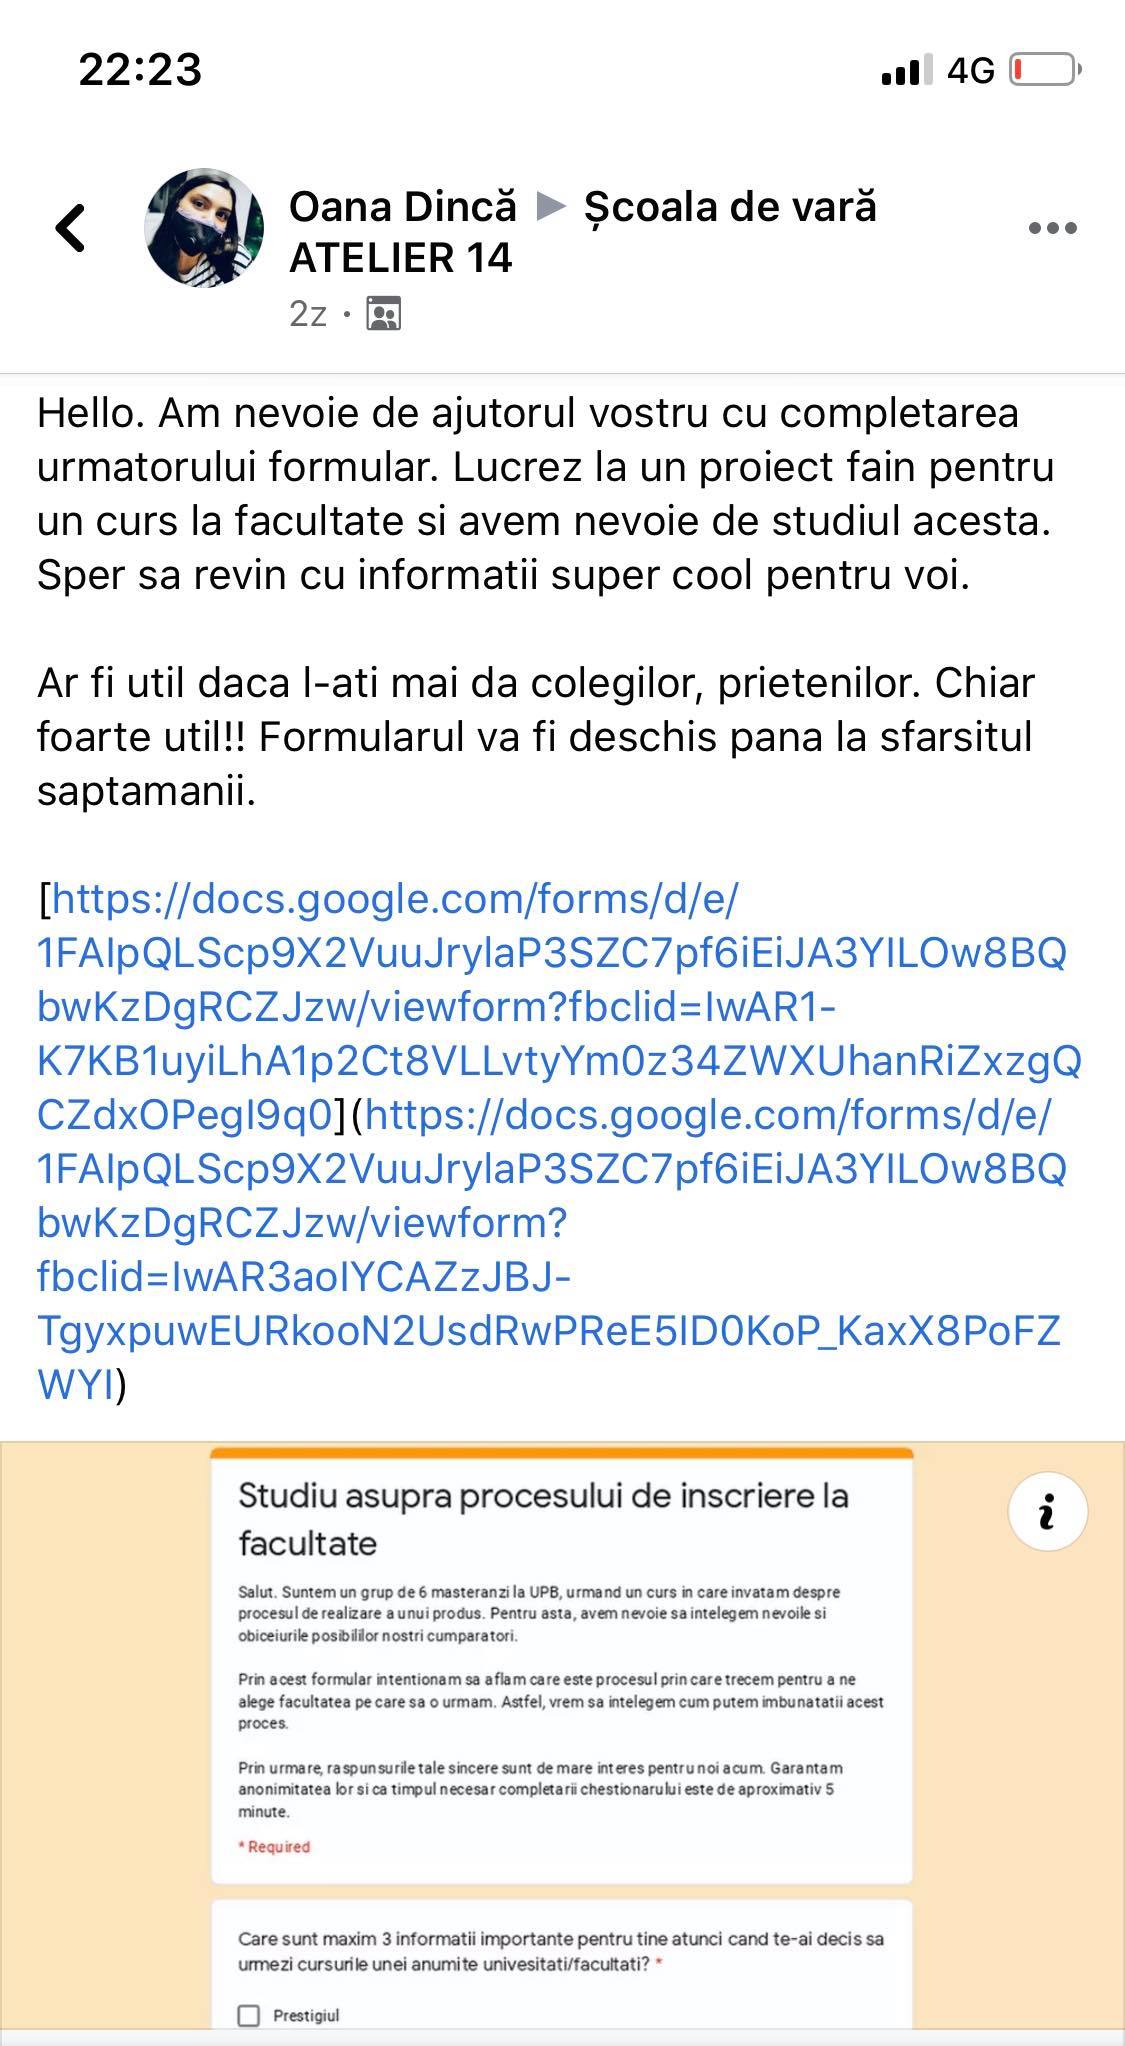 22:23
4G
Oana Dincă ▶ Școala de vară
ATELIER 14
2z ·
Hello. Am nevoie de ajutorul vostru cu completarea
urmatorului formular. Lucrez la un proiect fain pentru
un curs la facultate si avem nevoie de studiul acesta.
Sper sa revin cu informatii super cool pentru voi.
Ar fi util daca l-ati mai da colegilor, prietenilor. Chiar
foarte util!! Formularul va fi deschis pana la sfarsitul
saptamanii.
[https://docs.google.com/forms/d/e/
1FAIpQLScp9X2VuuJrylaP3SZC7pf6iEiJA3YILOw8BQ
bwKzDgRCZJzw/viewform?fbclid=IwAR1-
K7KB1uyiLhA1p2Ct8VLLvtyYm0z34ZWXUhanRiZxzgQ
CZdxOPegI9q0](https://docs.google.com/forms/d/e/
1FAIpQLScp9X2VuuJrylaP3SZC7pf6iEiJA3YILOw8BQ
bwKzDgRCZJzw/viewform?
fbclid=IwAR3aolYCAZzJBJ-
TgyxpuwEURkooN2UsdRwPReE5ID0KoP_KaxX8PoFZ
WYI)
Studiu asupra procesului de inscriere la
facultate
Salut. Suntem un grup de 6 masteranzi la UPB, urmand un curs in care invatam despre
procesul de realizare a unui produs. Pentru asta, avem nevoie sa intelegem nevoile si
obiceiurile posibililor nostri cumparatori.
Prin acest formular intentionam sa aflam care este procesul prin care trecem pentru a ne
alege facultatea pe care sa o urmam. Astfel, vrem sa intelegem cum putem imbunatatii acest
proces.
Prin urmare, raspunsurile tale sincere sunt de mare interes pentru noi acum. Garantam
anonimitatea lor si ca timpul necesar completarii chestionarului este de aproximativ 5
minute.
* Required
Care sunt maxim 3 informatii importante pentru tine atunci cand te-ai decis sa
urmezi cursurile unei anumite univesitati/facultati? *
Prestigiul